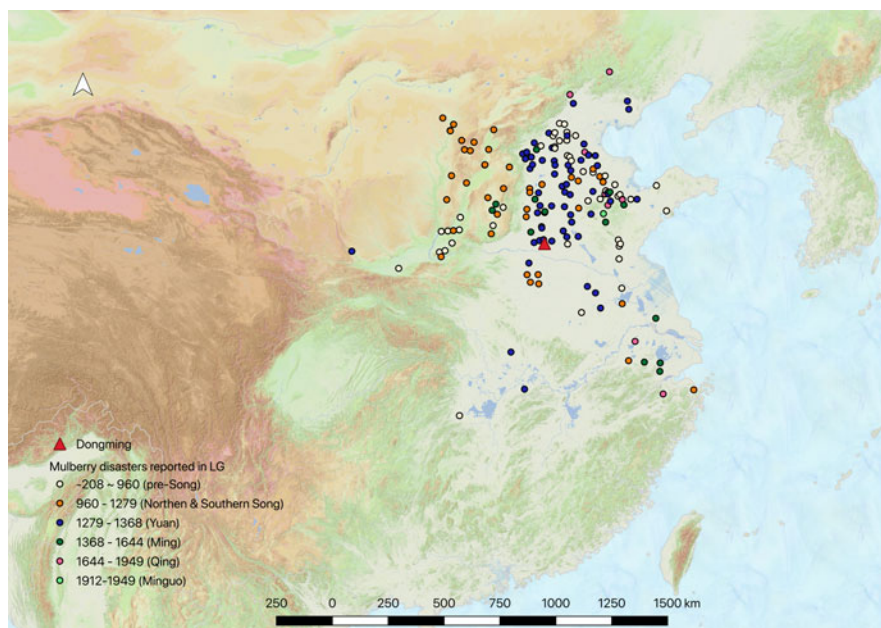 Dongming
Mulberry disasters reported in LG
-208 ~ 960 (pre-Song)
960 - 1279 (Northen & Southern Song)
1279 - 1368 (Yuan)
1368 - 1644 (Ming)
1644 - 1949 (Qing)
1912-1949 (Minguo)
250 0 250 500 750 1000 1250 1500 km